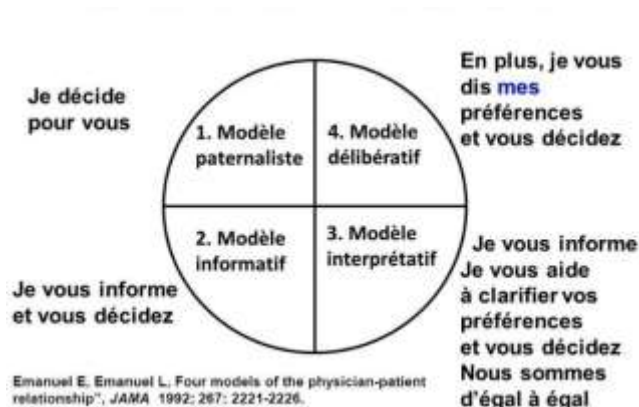 Je décide
pour vous
1. Modèle
paternaliste
4. Modèle
délibératif
En plus, je vous
dis mes
préférences
et vous décidez
2. Modèle
informatif
3. Modèle
interprétatif
Je vous informe
et vous décidez
Je vous informe
Je vous aide
à clarifier vos
préférences
et vous décidez
Nous sommes
d'égal à égal
Emanuel E, Emanuel L, Four models of the physician-patient
relationship", JAMA 1992; 267: 2221-2226.